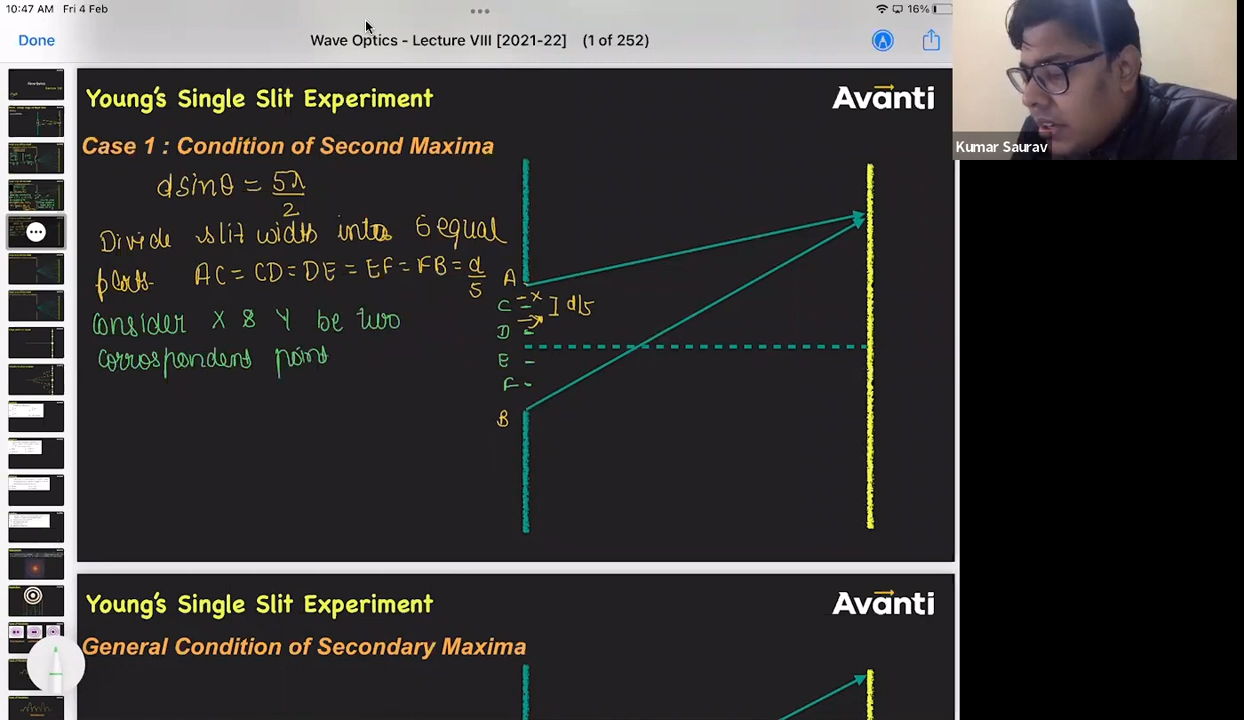 10:47 AM Fri 4 Feb
16%
Done
Wave Optics - Lecture VIII [2021-22] (1 of 252)
Kumar Saurav
Young's Single Slit Experiment
Avanti
Case 1 : Condition of Second Maxima
dsinθ = 5λ/2
Divide slit width into 5 equal
parts. AC = CD = DE = EF = FB = d/5
Consider X & Y be two
corrospondent point
A
C x ] d/5
D
E
F
B
Young's Single Slit Experiment
Avanti
General Condition of Secondary Maxima